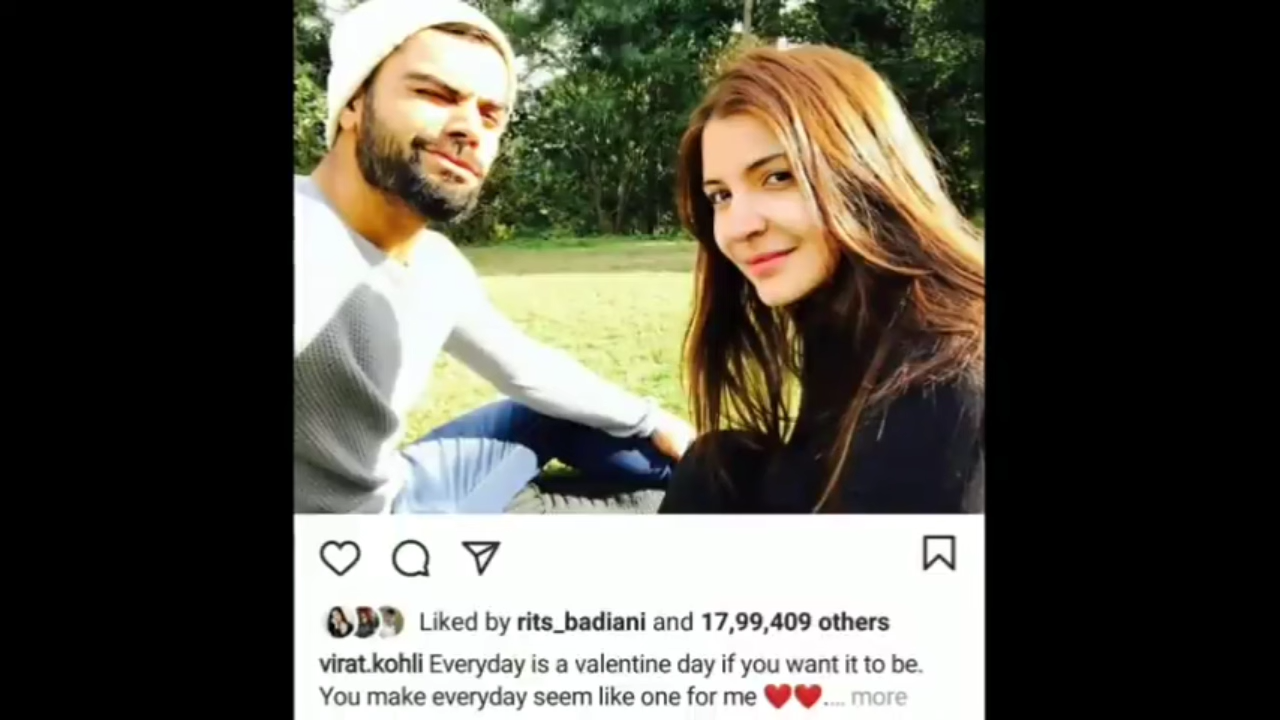 Liked by rits_badiani and 17,99,409 others
virat.kohli Everyday is a valentine day if you want it to be.
You make everyday seem like one for me ❤️❤️.... more